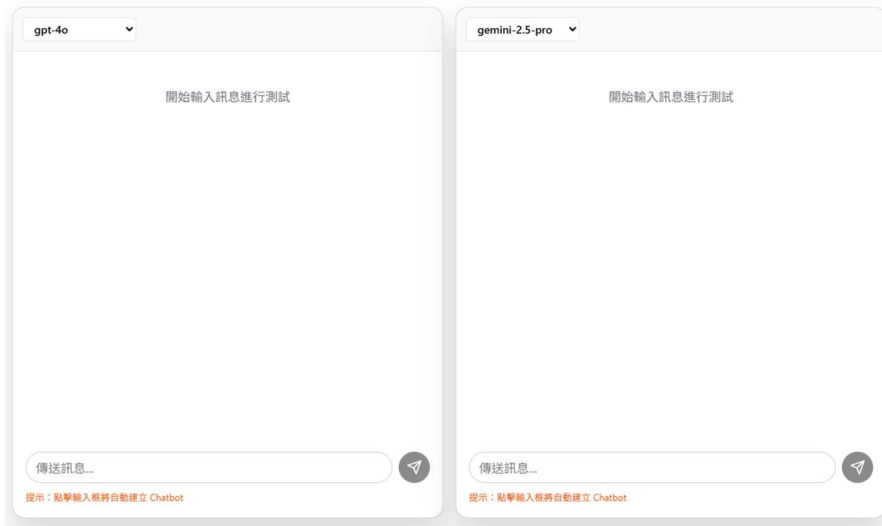 gpt-4o
開始輸入訊息進行測試
傳送訊息...
提示：點擊輸入框將自動建立 Chatbot
gemini-2.5-pro
開始輸入訊息進行測試
傳送訊息...
提示：點擊輸入框將自動建立 Chatbot